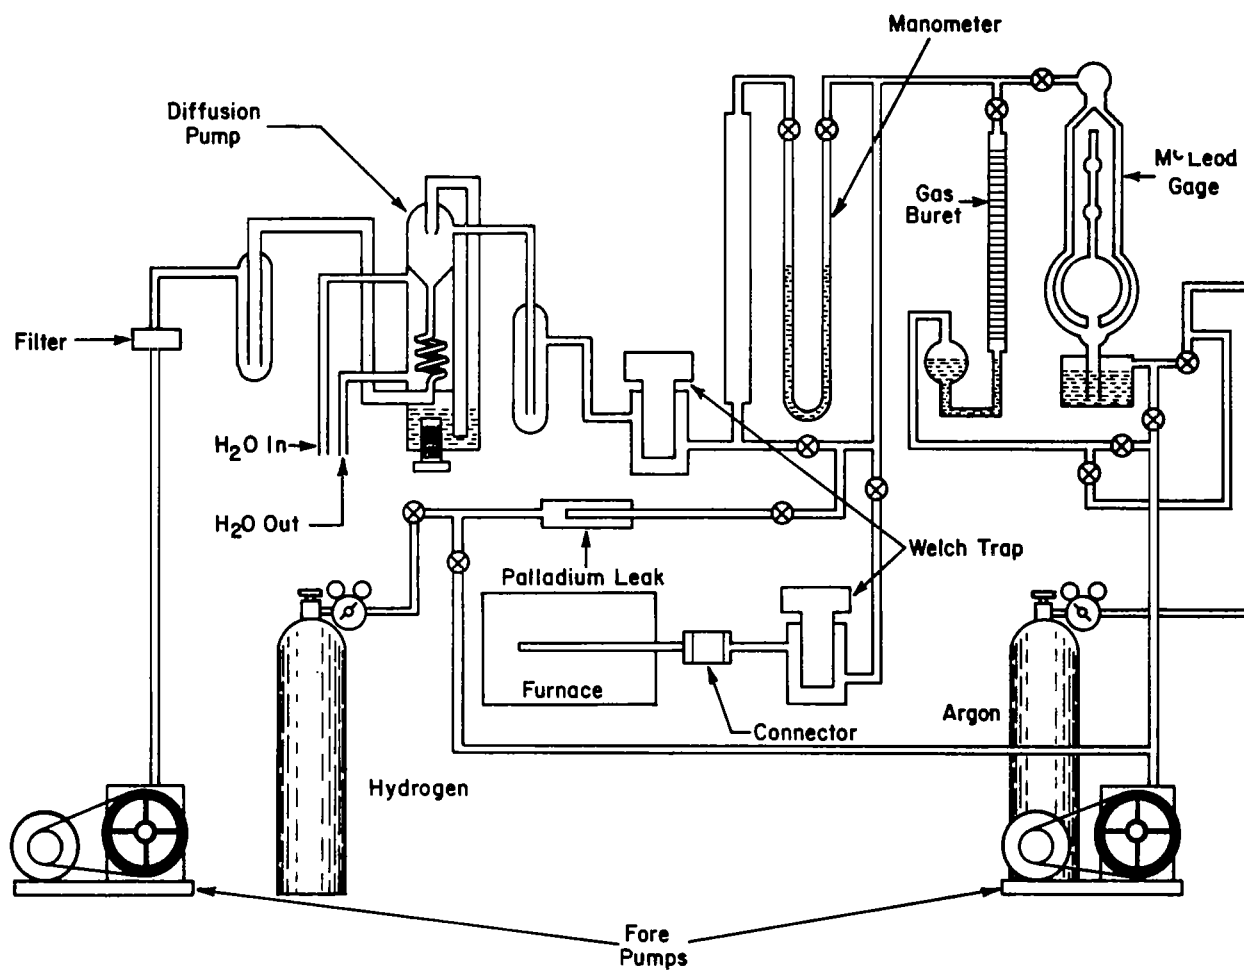 Manometer
Diffusion
Pump
Mc Leod
Gage
Gas
Buret
Filter
H2O In
H2O Out
Palladium Leak
Welch Trap
Furnace
Connector
Argon
Hydrogen
Fore
Pumps